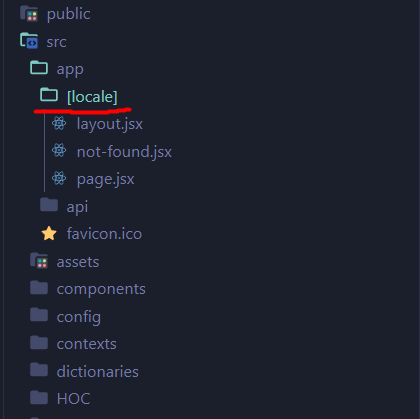 public
src
app
[locale]
layout.jsx
not-found.jsx
page.jsx
api
favicon.ico
assets
components
config
contexts
dictionaries
HOC